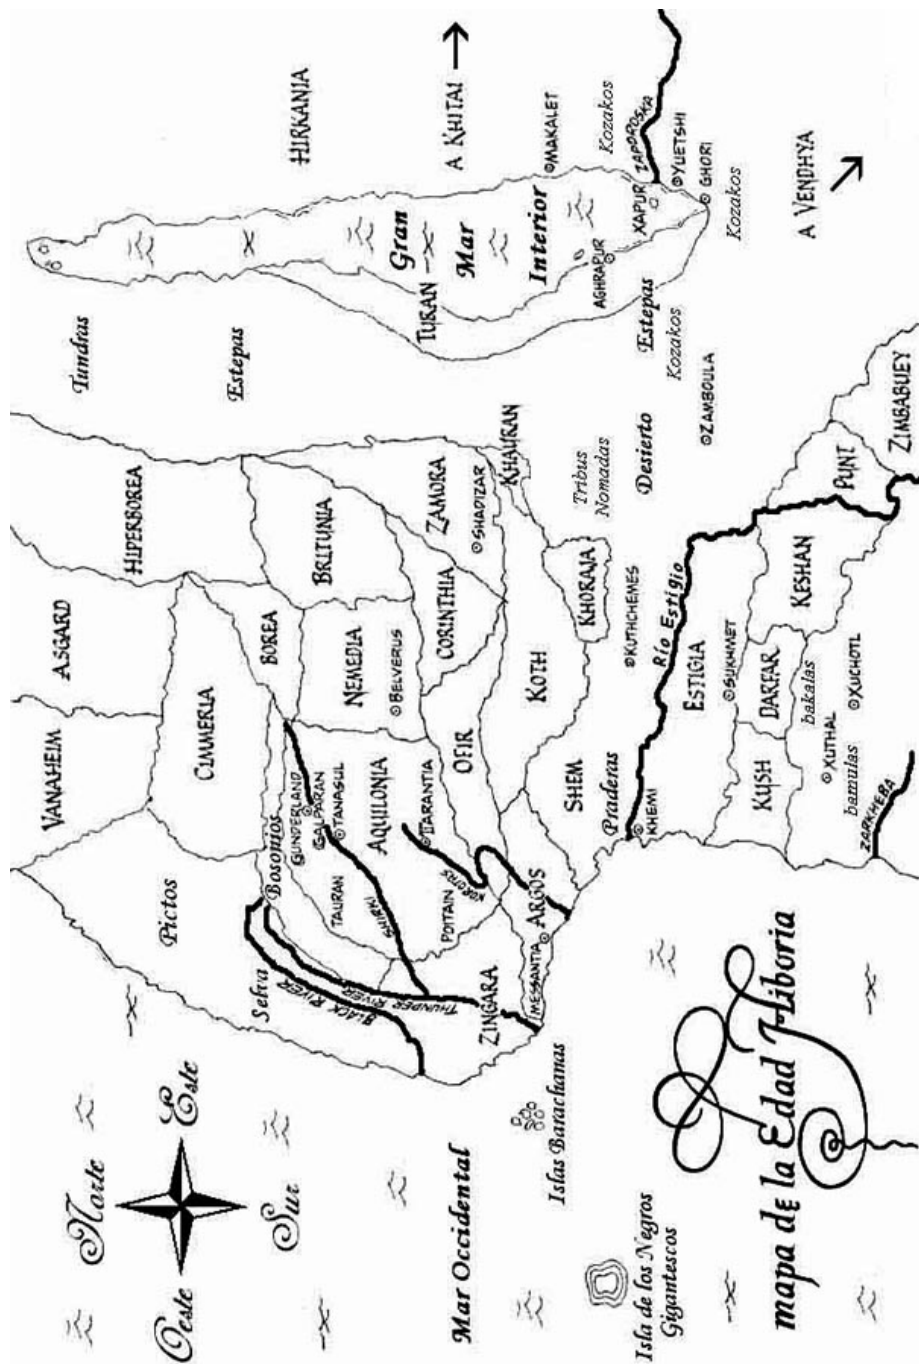 Norte
Oeste
Este
Sur
VANAHEIM
ASGARD
HIPERBOREA
Tundras
HIRKANIA
Pictos
CIMMERIA
BOREA
Estepas
Selva
Bosonios
BRITUNIA
BLACK RIVER
THUNDER RIVER
TAURAN
GUNDERLAND
GALPARAN
TANASUL
SHIRKI
AQUILONIA
NEMEDIA
BELVERUS
TARANTIA
POITAIN
KOROTAS
CORINTHIA
ZAMORA
SHADIZAR
TURAN
Gran
Mar
Interior
A KHITAI
MAKALET
Kozakos
Mar Occidental
ZINGARA
MESSANTIA
ARGOS
OFIR
KOTH
KHAURAN
KHORAJA
Islas Barachanas
SHEM
Praderas
Tribus
Nomadas
Desierto
Estepas
Kozakos
AGHRAPUR
XAPUR
ZAPOROSKA
YUETSHI
GHORI
Kozakos
A VENDHYA
ZAMBOULA
KUTHCHEMES
Río Estigio
KHEMI
ESTIGIA
SUKHMET
Isla de los Negros
Gigantescos
KUSH
DARFAR
KESHAN
PUNT
ZIMBABUEY
XUTHAL
bakalas
bamulas
XUCHOTL
ZARKHEBA
mapa de la Edad Hiboria